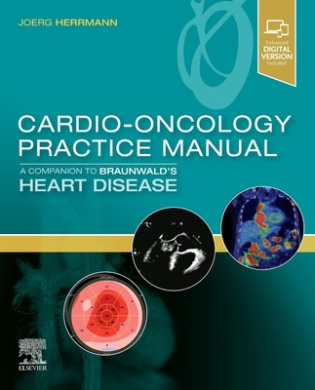 JOERG HERRMANN
Enhanced
DIGITAL
VERSION
Included
CARDIO-ONCOLOGY
PRACTICE MANUAL
A COMPANION TO BRAUNWALD'S
HEART DISEASE
ELSEVIER